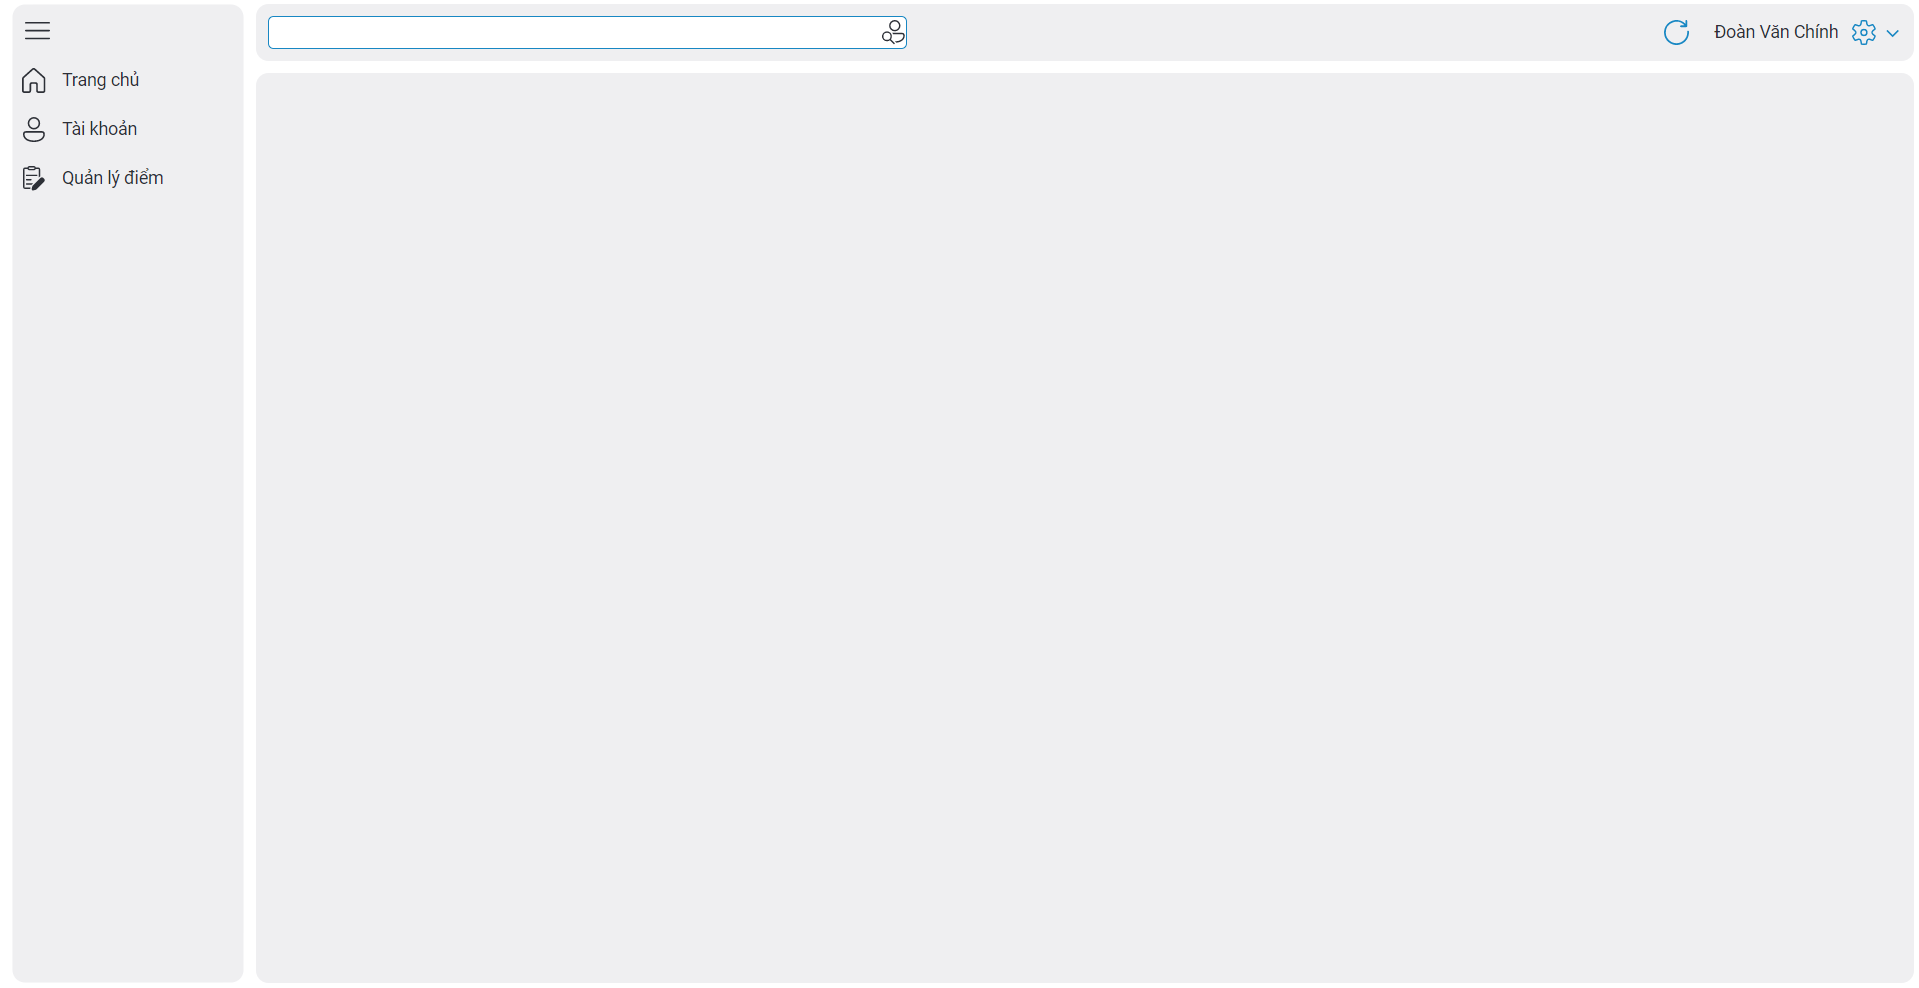 Đoàn Văn Chính
Trang chủ
Tài khoản
Quản lý điểm